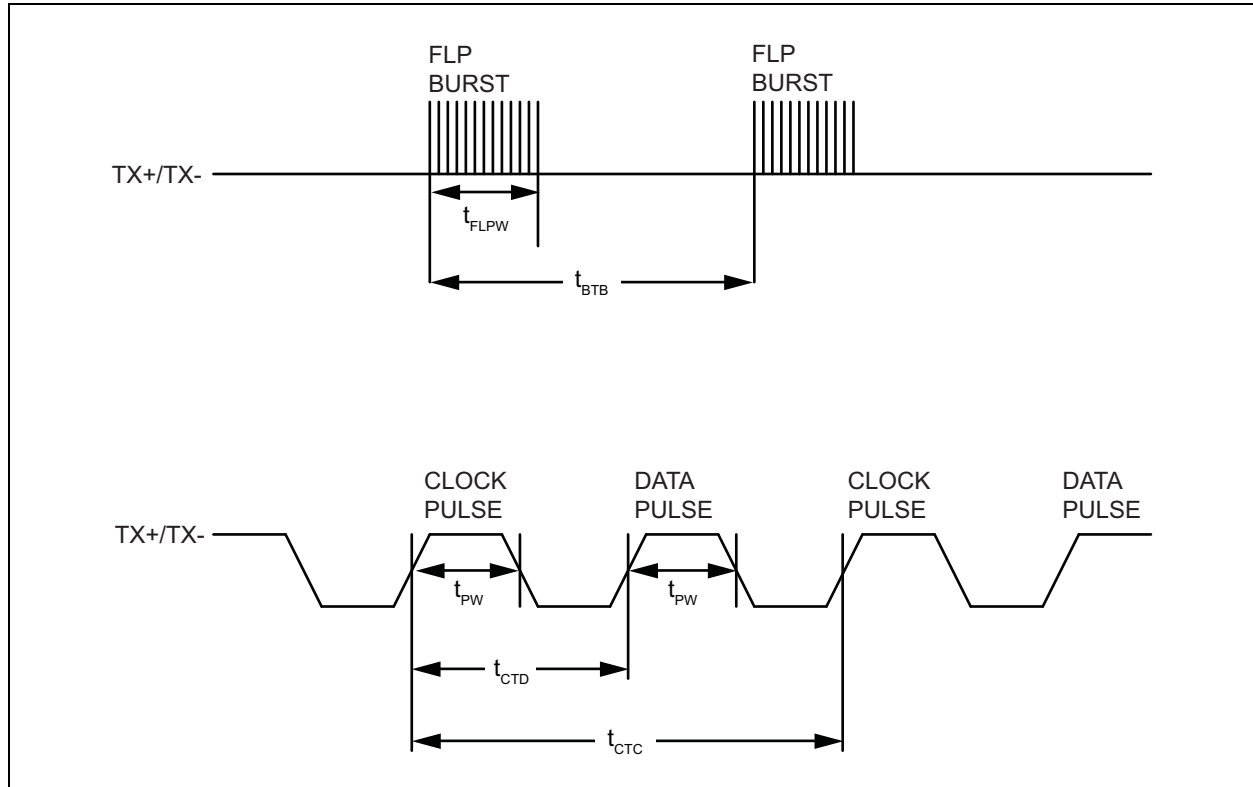 FLP
BURST
FLP
BURST
TX+/TX-
tFLPW
tBTB
CLOCK
PULSE
DATA
PULSE
CLOCK
PULSE
DATA
PULSE
TX+/TX-
tPW
tPW
tCTD
tCTC